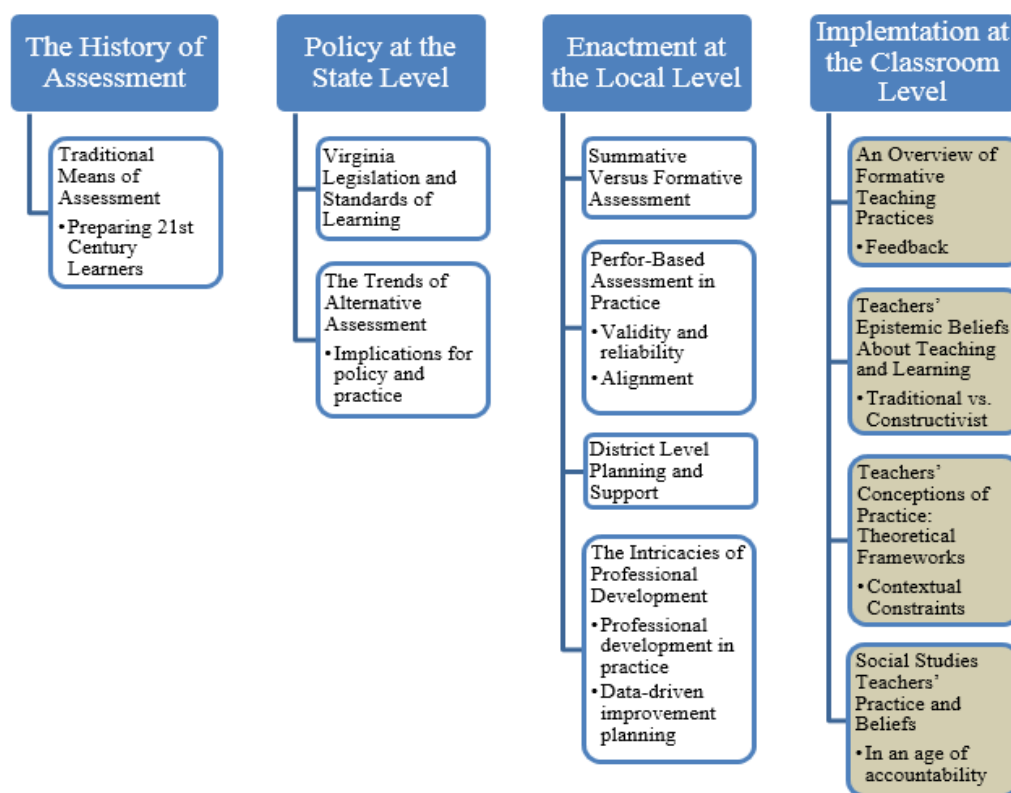 The History of
Assessment
Traditional
Means of
Assessment
•Preparing 21st
Century
Learners
Policy at the
State Level
Virginia
Legislation and
Standards of
Learning
The Trends of
Alternative
Assessment
•Implications for
policy and
practice
Enactment at
the Local Level
Summative
Versus Formative
Assessment
Perfor-Based
Assessment in
Practice
•Validity and
reliability
•Alignment
District Level
Planning and
Support
The Intricacies of
Professional
Development
•Professional
development in
practice
•Data-driven
improvement
planning
Implemtation at
the Classroom
Level
An Overview of
Formative
Teaching
Practices
•Feedback
Teachers’
Epistemic Beliefs
About Teaching
and Learning
•Traditional vs.
Constructivist
Teachers’
Conceptions of
Practice:
Theoretical
Frameworks
•Contextual
Constraints
Social Studies
Teachers’
Practice and
Beliefs
•In an age of
accountability